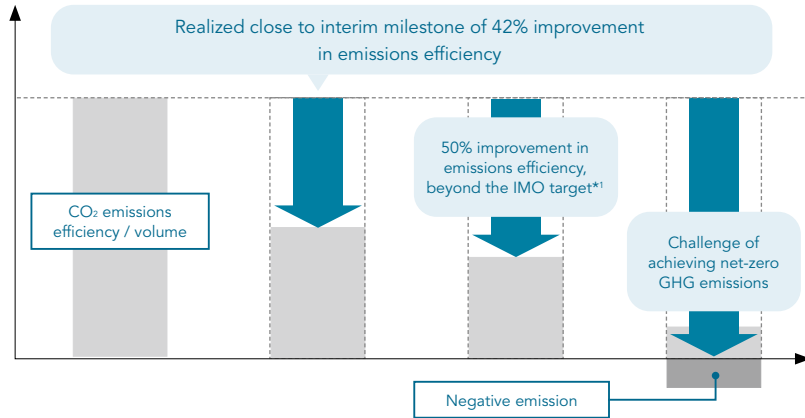 Realized close to interim milestone of 42% improvement
in emissions efficiency
50% improvement in
emissions efficiency,
beyond the IMO target*¹
CO₂ emissions
efficiency / volume
Challenge of
achieving net-zero
GHG emissions
Negative emission